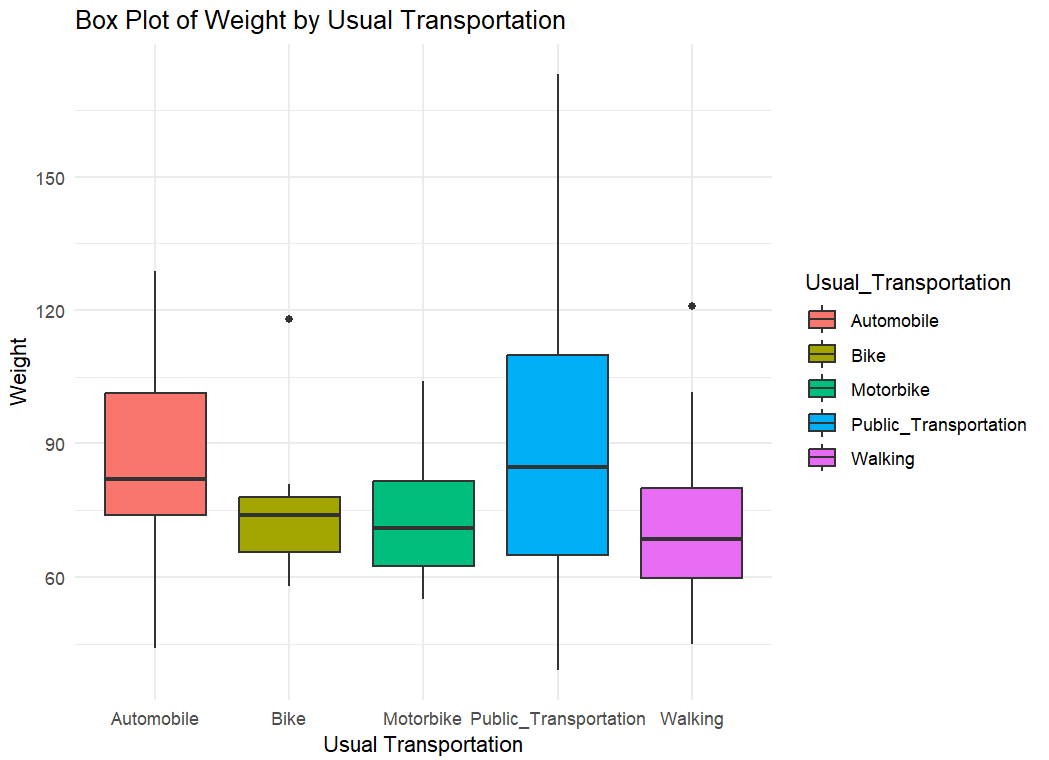 Box Plot of Weight by Usual Transportation
150
120
90
60
Weight
Automobile
Bike
Motorbike
Public_Transportation
Walking
Usual Transportation
Usual_Transportation
Automobile
Bike
Motorbike
Public_Transportation
Walking